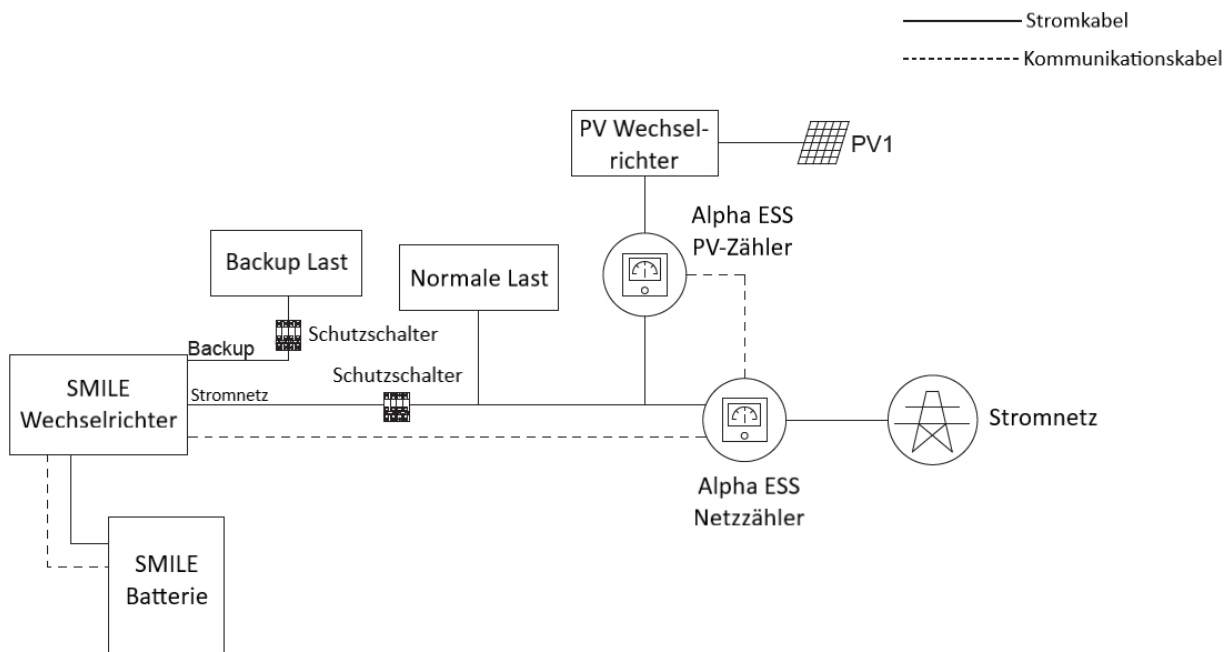 Stromkabel
Kommunikationskabel
PV Wechsel-
richter
PV1
Alpha ESS
PV-Zähler
Backup Last
Normale Last
Schutzschalter
Backup
Schutzschalter
SMILE
Wechselrichter
Stromnetz
Stromnetz
Alpha ESS
Netzzähler
SMILE
Batterie